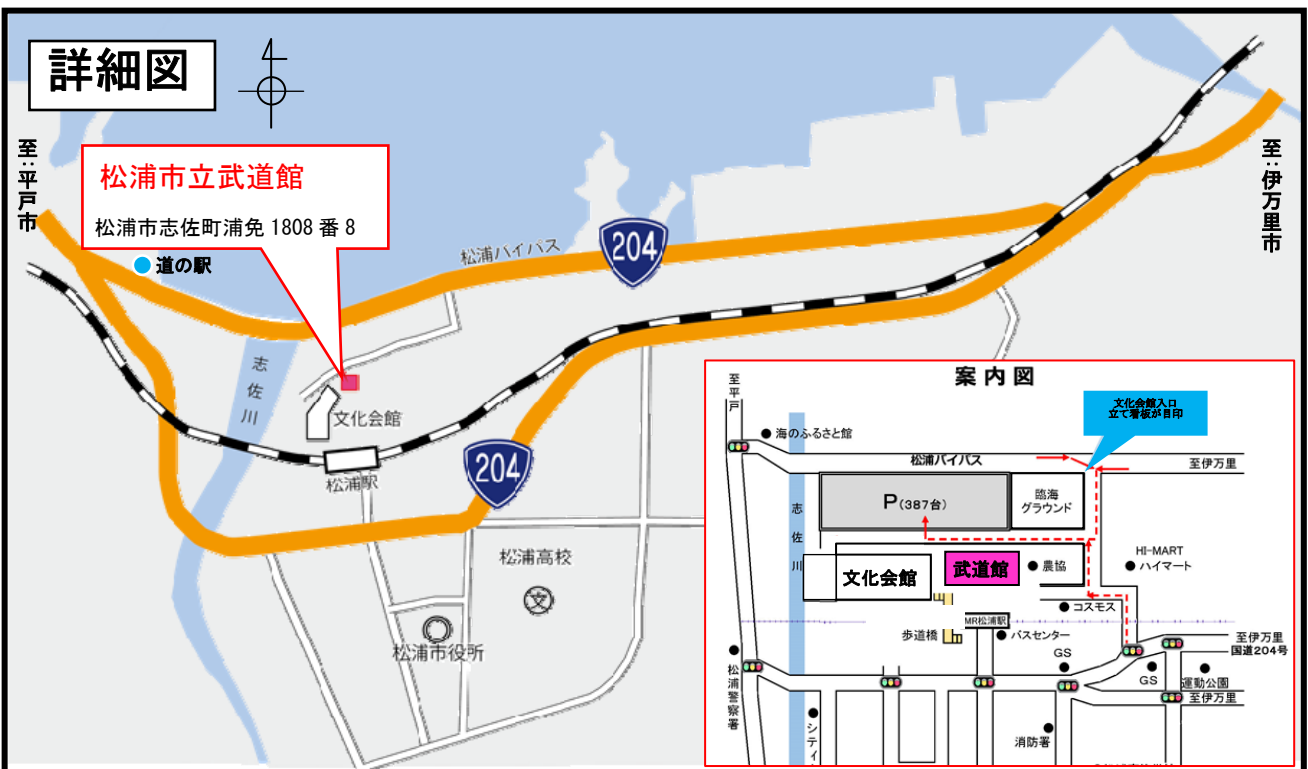 詳細図
至:平戸市
松浦市立武道館
松浦市志佐町浦免 1808 番 8
道の駅
松浦バイパス
204
至:伊万里市
志佐川
文化会館
松浦駅
204
松浦高校
文
松浦市役所
案内図
至平戸
文化会館入口
立て看板が目印
海のふるさと館
松浦バイパス
至伊万里
P(387台)
臨海
グラウンド
志佐川
HI-MART
ハイマート
文化会館
武道館
農協
コスモス
MR松浦駅
歩道橋
バスセンター
至伊万里
国道204号
GS
GS
松浦警察署
運動公園
至伊万里
シティ
消防署